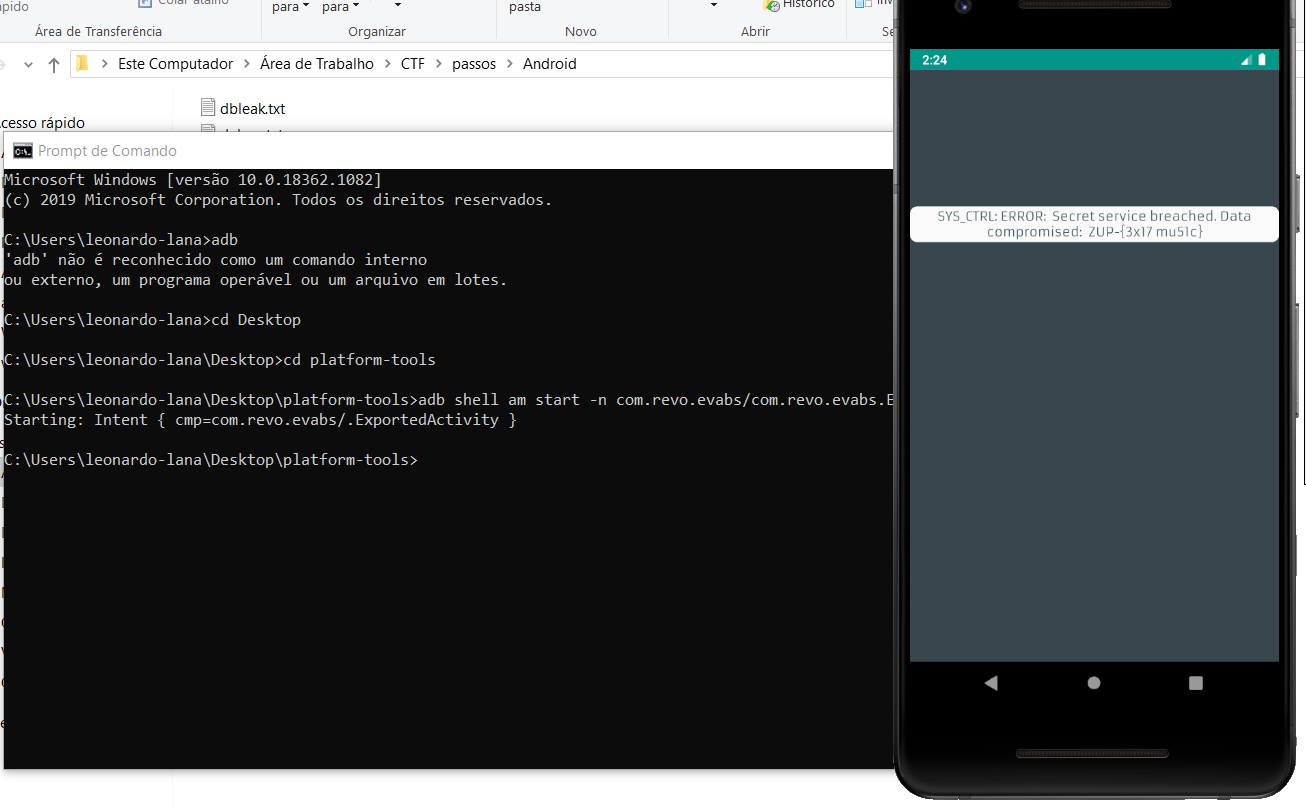 Colar atalho
para
para
pasta
Histórico
Área de Transferência
Organizar
Novo
Abrir
Este Computador > Área de Trabalho > CTF > passos > Android
dbleak.txt
Prompt de Comando
Microsoft Windows [versão 10.0.18362.1082]
(c) 2019 Microsoft Corporation. Todos os direitos reservados.
C:\Users\leonardo-lana>adb
'adb' não é reconhecido como um comando interno
ou externo, um programa operável ou um arquivo em lotes.
C:\Users\leonardo-lana>cd Desktop
C:\Users\leonardo-lana\Desktop>cd platform-tools
C:\Users\leonardo-lana\Desktop\platform-tools>adb shell am start -n com.revo.evabs/com.revo.evabs.E
Starting: Intent { cmp=com.revo.evabs/.ExportedActivity }
C:\Users\leonardo-lana\Desktop\platform-tools>
2:24
SYS_CTRL: ERROR: Secret service breached. Data
compromised: ZUP-{3x17 mu51c}